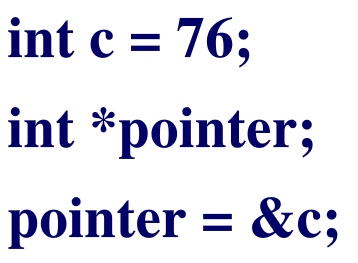 int c = 76;
int *pointer;
pointer = &c;